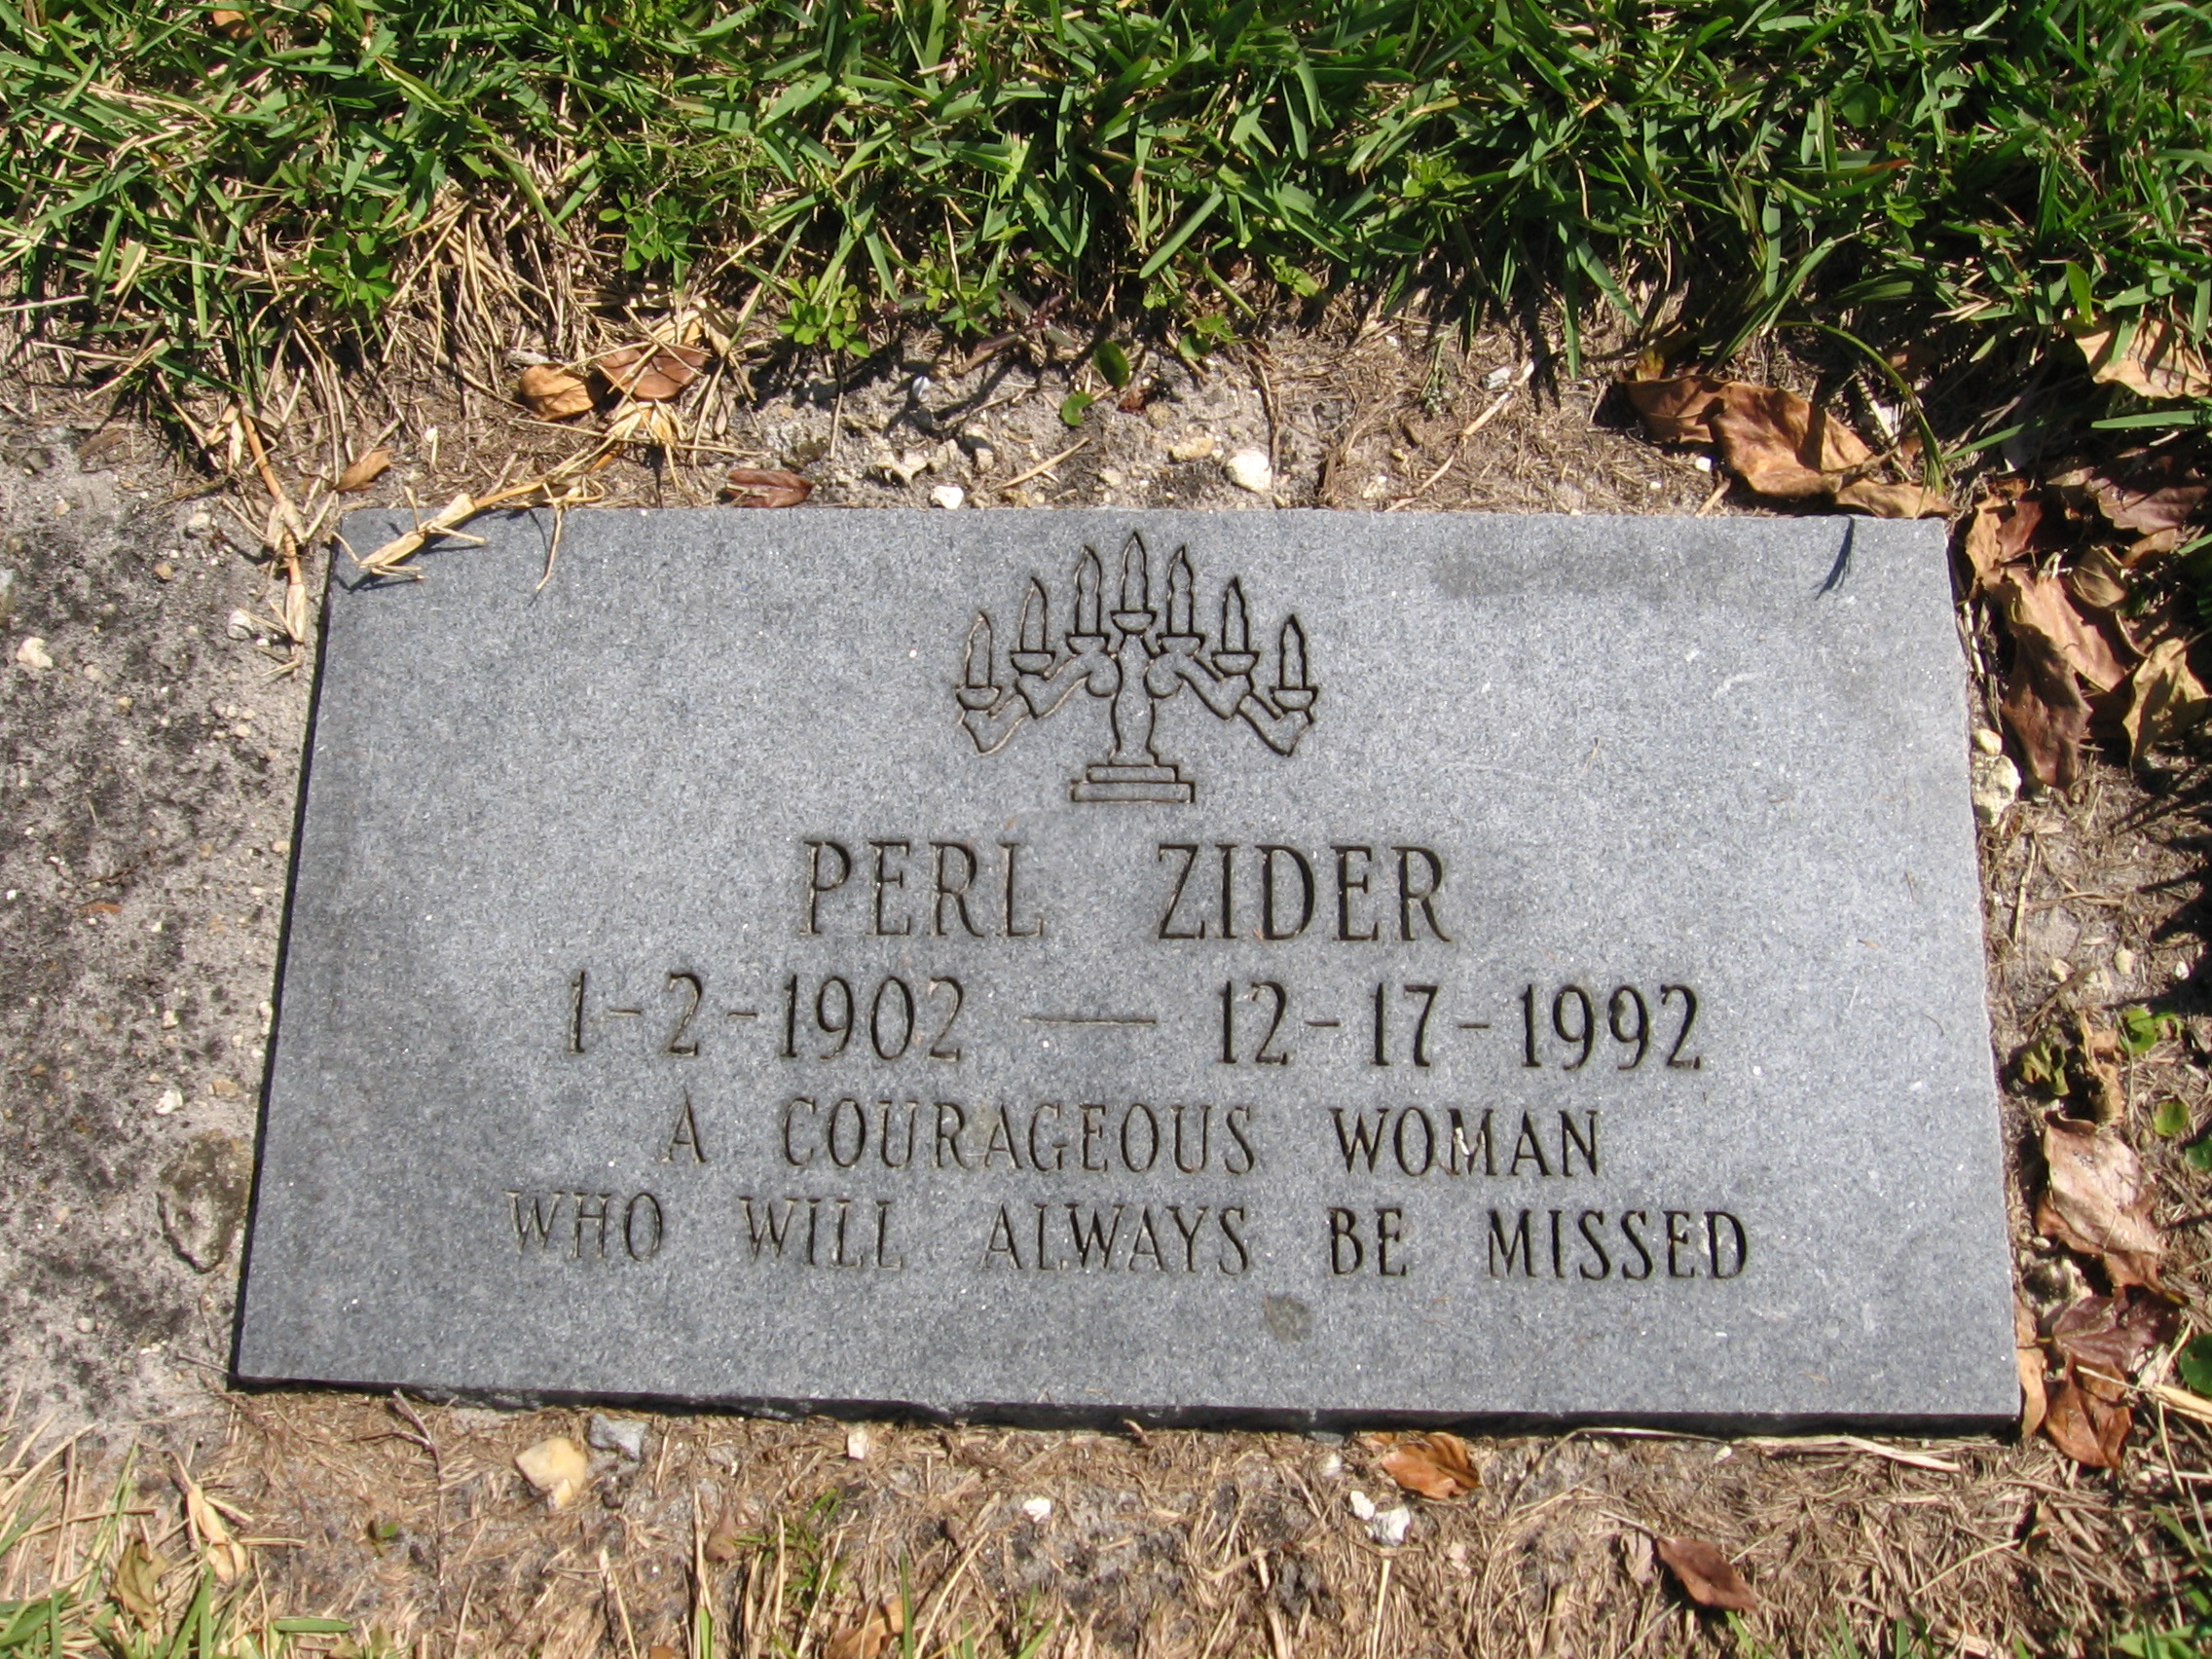 PERL ZIDER
1-2-1902 — 12-17-1992
A COURAGEOUS WOMAN
WHO WILL ALWAYS BE MISSED